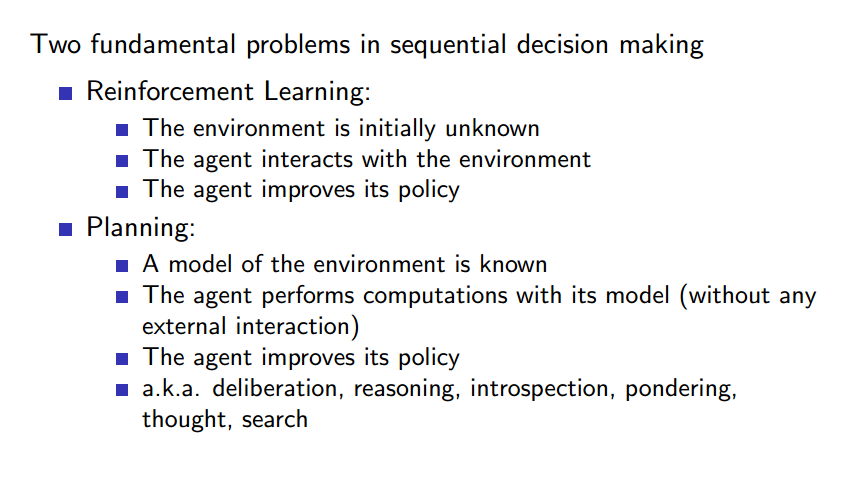 Two fundamental problems in sequential decision making
Reinforcement Learning:
The environment is initially unknown
The agent interacts with the environment
The agent improves its policy
Planning:
A model of the environment is known
The agent performs computations with its model (without any
external interaction)
The agent improves its policy
a.k.a. deliberation, reasoning, introspection, pondering,
thought, search